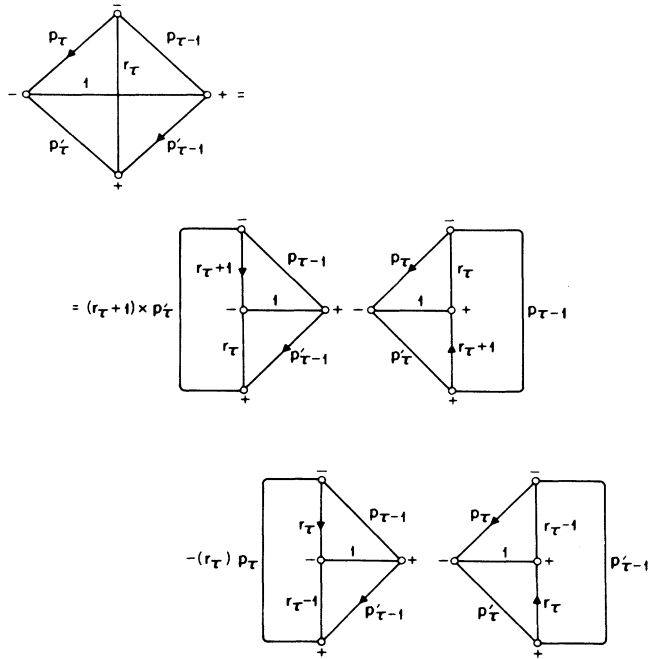 −
p_τ p_τ−1
r_τ
− 1 + =
p'_τ p'_τ−1
+
− −
p_τ−1 p_τ
r_τ+1 r_τ
= (r_τ+1) × p'_τ − 1 + − 1 + p_τ−1
r_τ p'_τ−1 p'_τ r_τ+1
+ +
− −
r_τ p_τ−1 p_τ r_τ−1
−(r_τ) p_τ − 1 + − 1 + p'_τ−1
r_τ−1 p'_τ−1 p'_τ r_τ
+ +